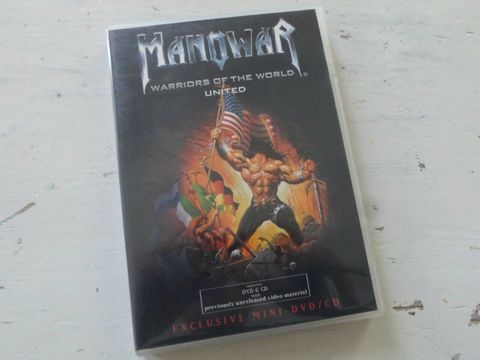 MANOWAR
WARRIORS OF THE WORLD
UNITED
®
DVD & CD
previously unreleased video material
EXCLUSIVE MINI-DVD/CD